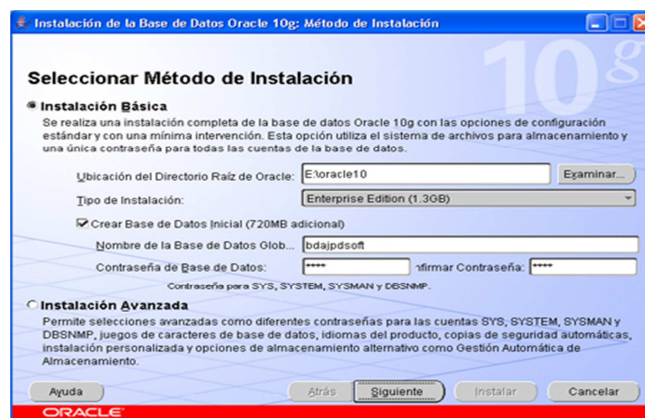 Instalación de la Base de Datos Oracle 10g: Método de Instalación
10g
Seleccionar Método de Instalación
Instalación Básica
Se realiza una instalación completa de la base de datos Oracle 10g con las opciones de configuración
estándar y con una mínima intervención. Esta opción utiliza el sistema de archivos para almacenamiento y
una única contraseña para todas las cuentas de la base de datos.
Ubicación del Directorio Raíz de Oracle: E:\oracle10 Examinar...
Tipo de Instalación: Enterprise Edition (1.3GB)
Crear Base de Datos Inicial (720MB adicional)
Nombre de la Base de Datos Glob... bdajpdsoft
Contraseña de Base de Datos: **** nfirmar Contraseña: ****
Contraseña para SYS, SYSTEM, SYSMAN y DBSNMP.
Instalación Avanzada
Permite selecciones avanzadas como diferentes contraseñas para las cuentas SYS, SYSTEM, SYSMAN y
DBSNMP, juegos de caracteres de base de datos, idiomas del producto, copias de seguridad automáticas,
instalación personalizada y opciones de almacenamiento alternativo como Gestión Automática de
Almacenamiento.
Ayuda Atrás Siguiente Instalar Cancelar
ORACLE